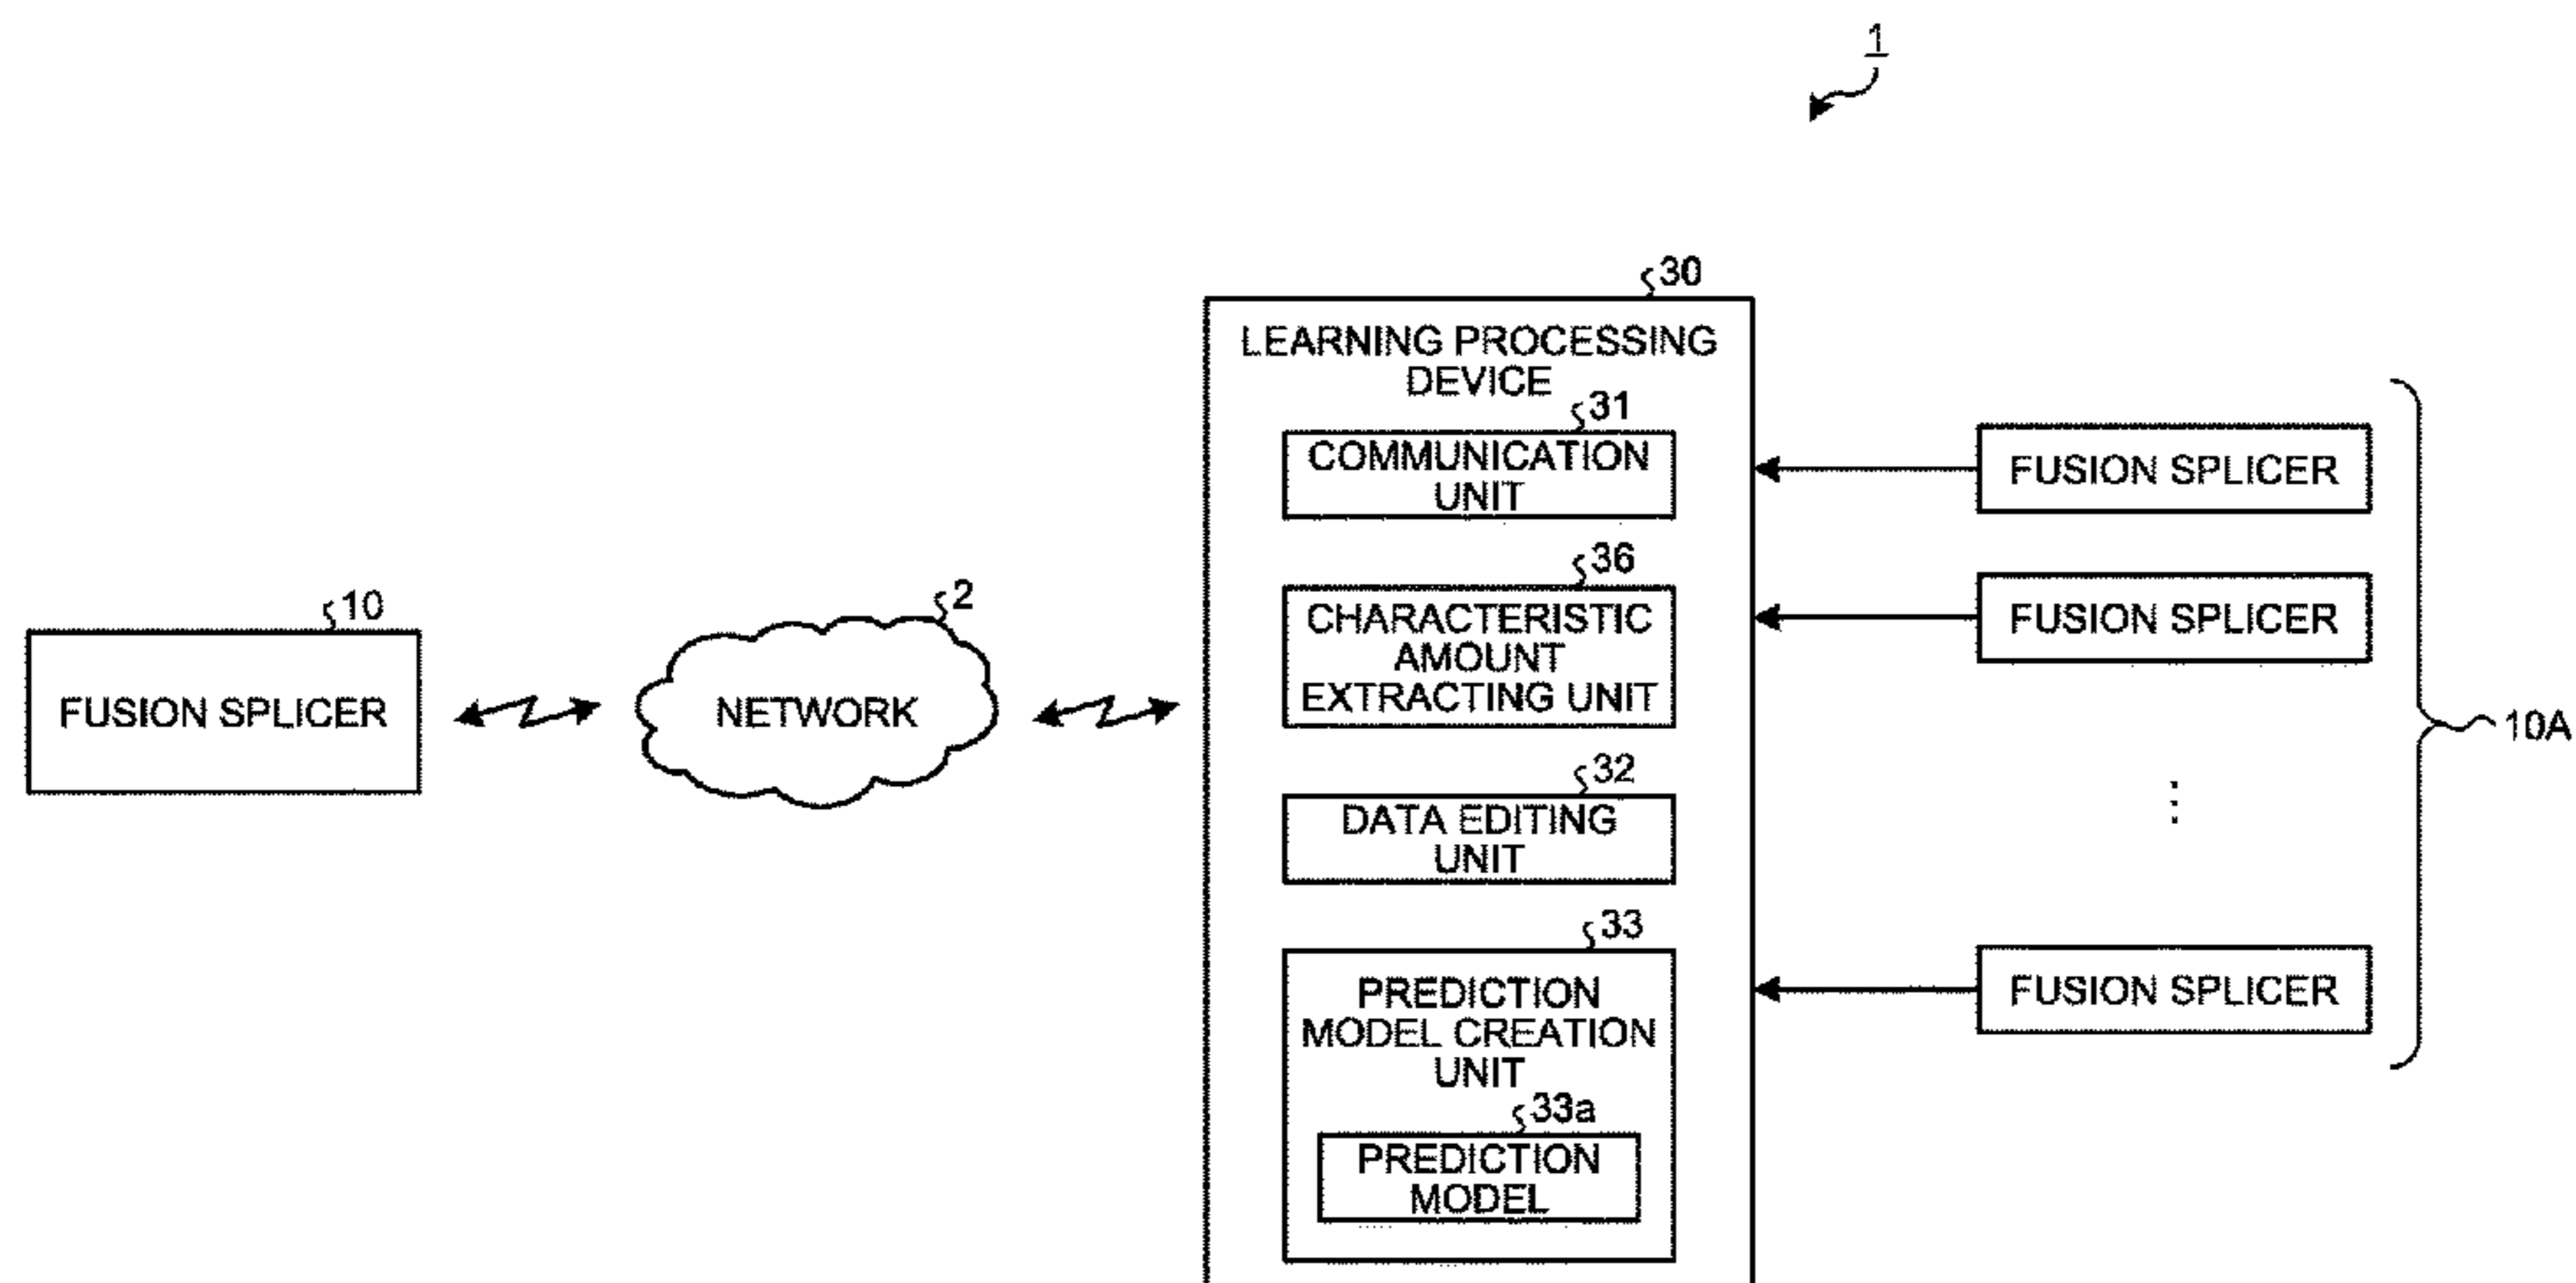 1
30
LEARNING PROCESSING
DEVICE
31
COMMUNICATION
UNIT
36
CHARACTERISTIC
AMOUNT
EXTRACTING UNIT
32
DATA EDITING
UNIT
33
PREDICTION
MODEL CREATION
UNIT
33a
PREDICTION
MODEL
10
FUSION SPLICER
2
NETWORK
FUSION SPLICER
FUSION SPLICER
⋮
FUSION SPLICER
10A